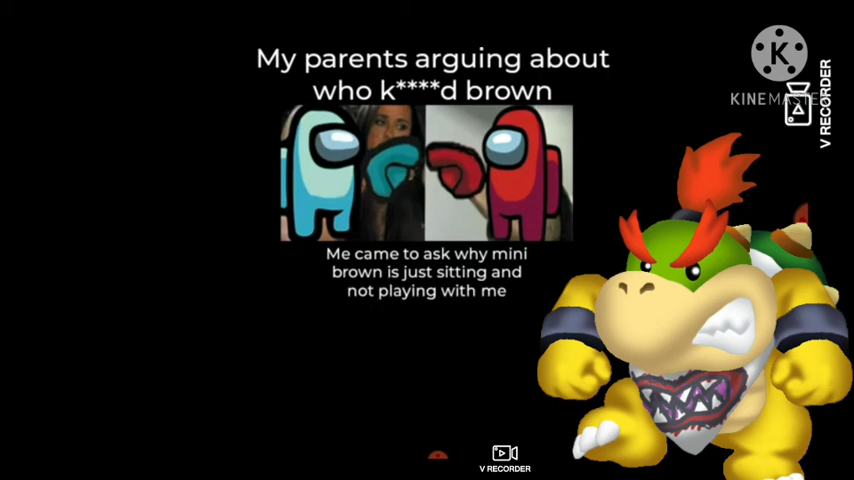 My parents arguing about
who k****d brown
Me came to ask why mini
brown is just sitting and
not playing with me
K
KINEMASTER
V RECORDER
V RECORDER